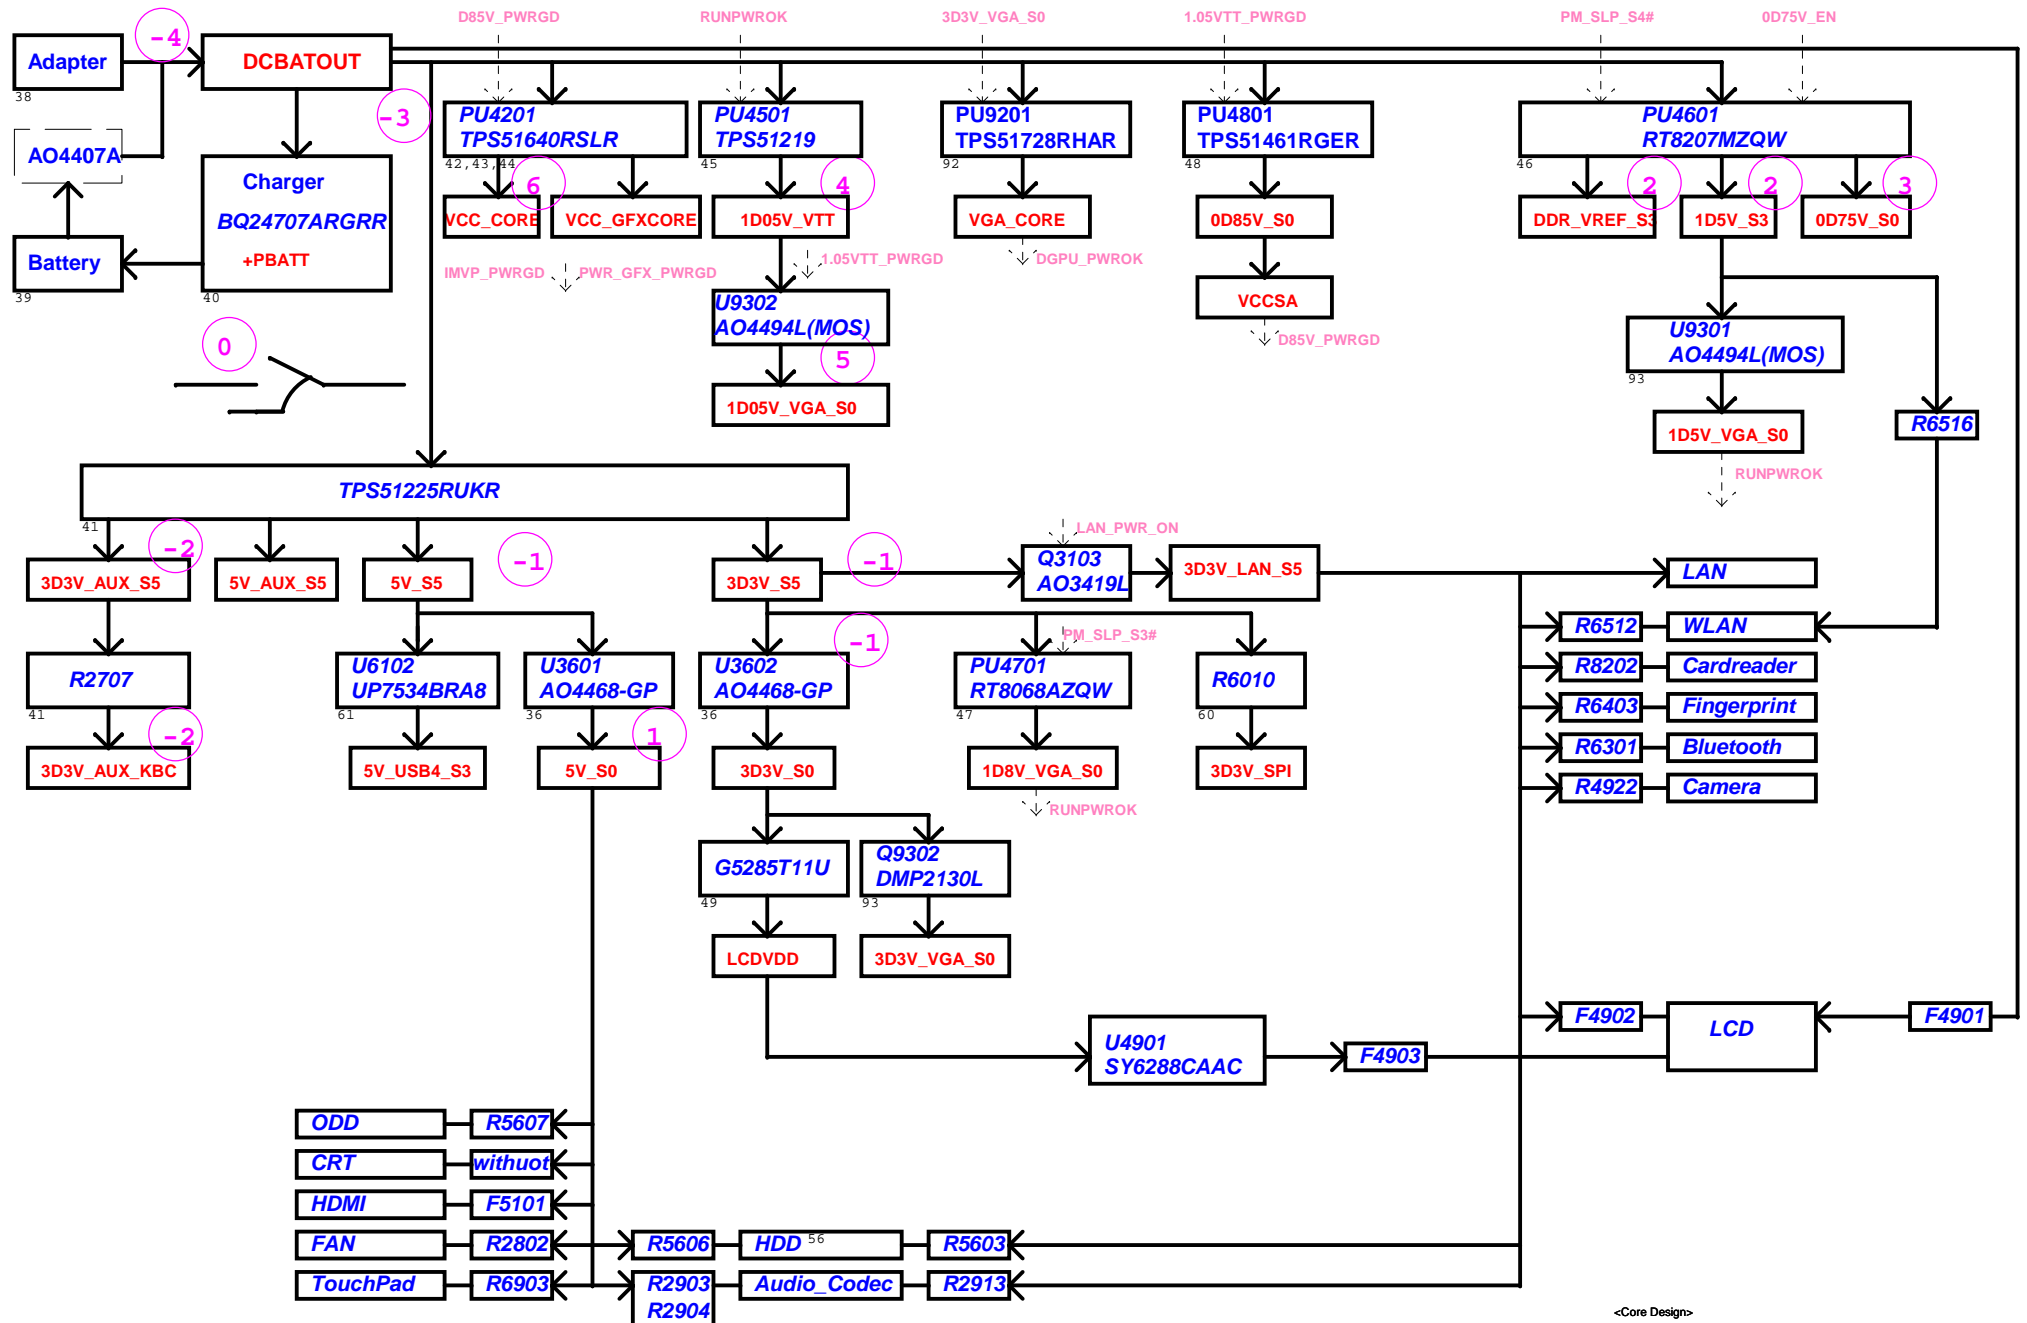 D85V_PWRGD
RUNPWROK
3D3V_VGA_S0
1.05VTT_PWRGD
PM_SLP_S4#
0D75V_EN
Adapter
38
-4
DCBATOUT
-3
PU4201
TPS51640RSLR
42,43,44
PU4501
TPS51219
45
PU9201
TPS51728RHAR
92
PU4801
TPS51461RGER
48
PU4601
RT8207MZQW
46
AO4407A
Charger
BQ24707ARGRR
+PBATT
40
Battery
39
6
4
2
2
3
VCC_CORE
VCC_GFXCORE
1D05V_VTT
VGA_CORE
0D85V_S0
DDR_VREF_S3
1D5V_S3
0D75V_S0
IMVP_PWRGD
PWR_GFX_PWRGD
1.05VTT_PWRGD
DGPU_PWROK
VCCSA
D85V_PWRGD
U9302
AO4494L(MOS)
5
1D05V_VGA_S0
U9301
AO4494L(MOS)
93
1D5V_VGA_S0
R6516
RUNPWROK
0
TPS51225RUKR
41
-2
-1
-1
LAN_PWR_ON
3D3V_AUX_S5
5V_AUX_S5
5V_S5
3D3V_S5
Q3103
AO3419L
3D3V_LAN_S5
LAN
R6512
WLAN
R8202
Cardreader
R6403
Fingerprint
R6301
Bluetooth
R4922
Camera
-1
PM_SLP_S3#
R2707
41
U6102
UP7534BRA8
61
U3601
AO4468-GP
36
U3602
AO4468-GP
36
PU4701
RT8068AZQW
47
R6010
60
-2
1
3D3V_AUX_KBC
5V_USB4_S3
5V_S0
3D3V_S0
1D8V_VGA_S0
3D3V_SPI
RUNPWROK
G5285T11U
49
Q9302
DMP2130L
93
LCDVDD
3D3V_VGA_S0
U4901
SY6288CAAC
F4903
F4902
LCD
F4901
ODD
R5607
CRT
withuot
HDMI
F5101
FAN
R2802
R5606
HDD
56
R5603
TouchPad
R6903
R2903
R2904
Audio_Codec
R2913
<Core Design>